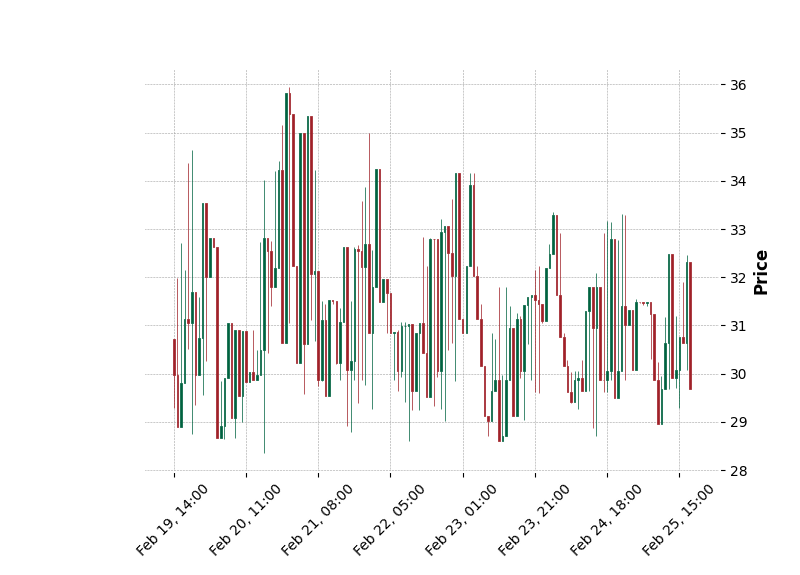 36
35
34
33
32
31
30
29
28
Price
Feb 19, 14:00
Feb 20, 11:00
Feb 21, 08:00
Feb 22, 05:00
Feb 23, 01:00
Feb 23, 21:00
Feb 24, 18:00
Feb 25, 15:00